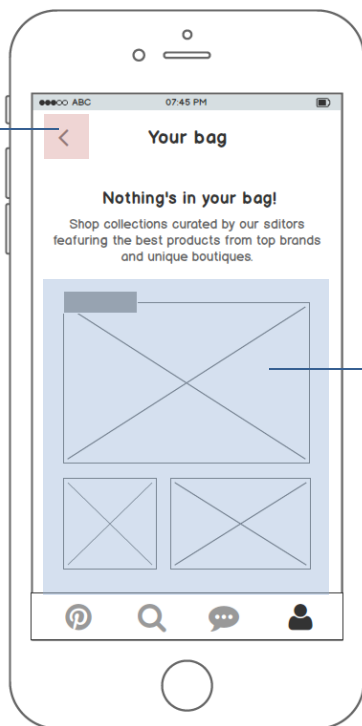 ABC 07:45 PM
Your bag
Nothing's in your bag!
Shop collections curated by our sditors
feafuring the best products from top brands
and unique boutiques.